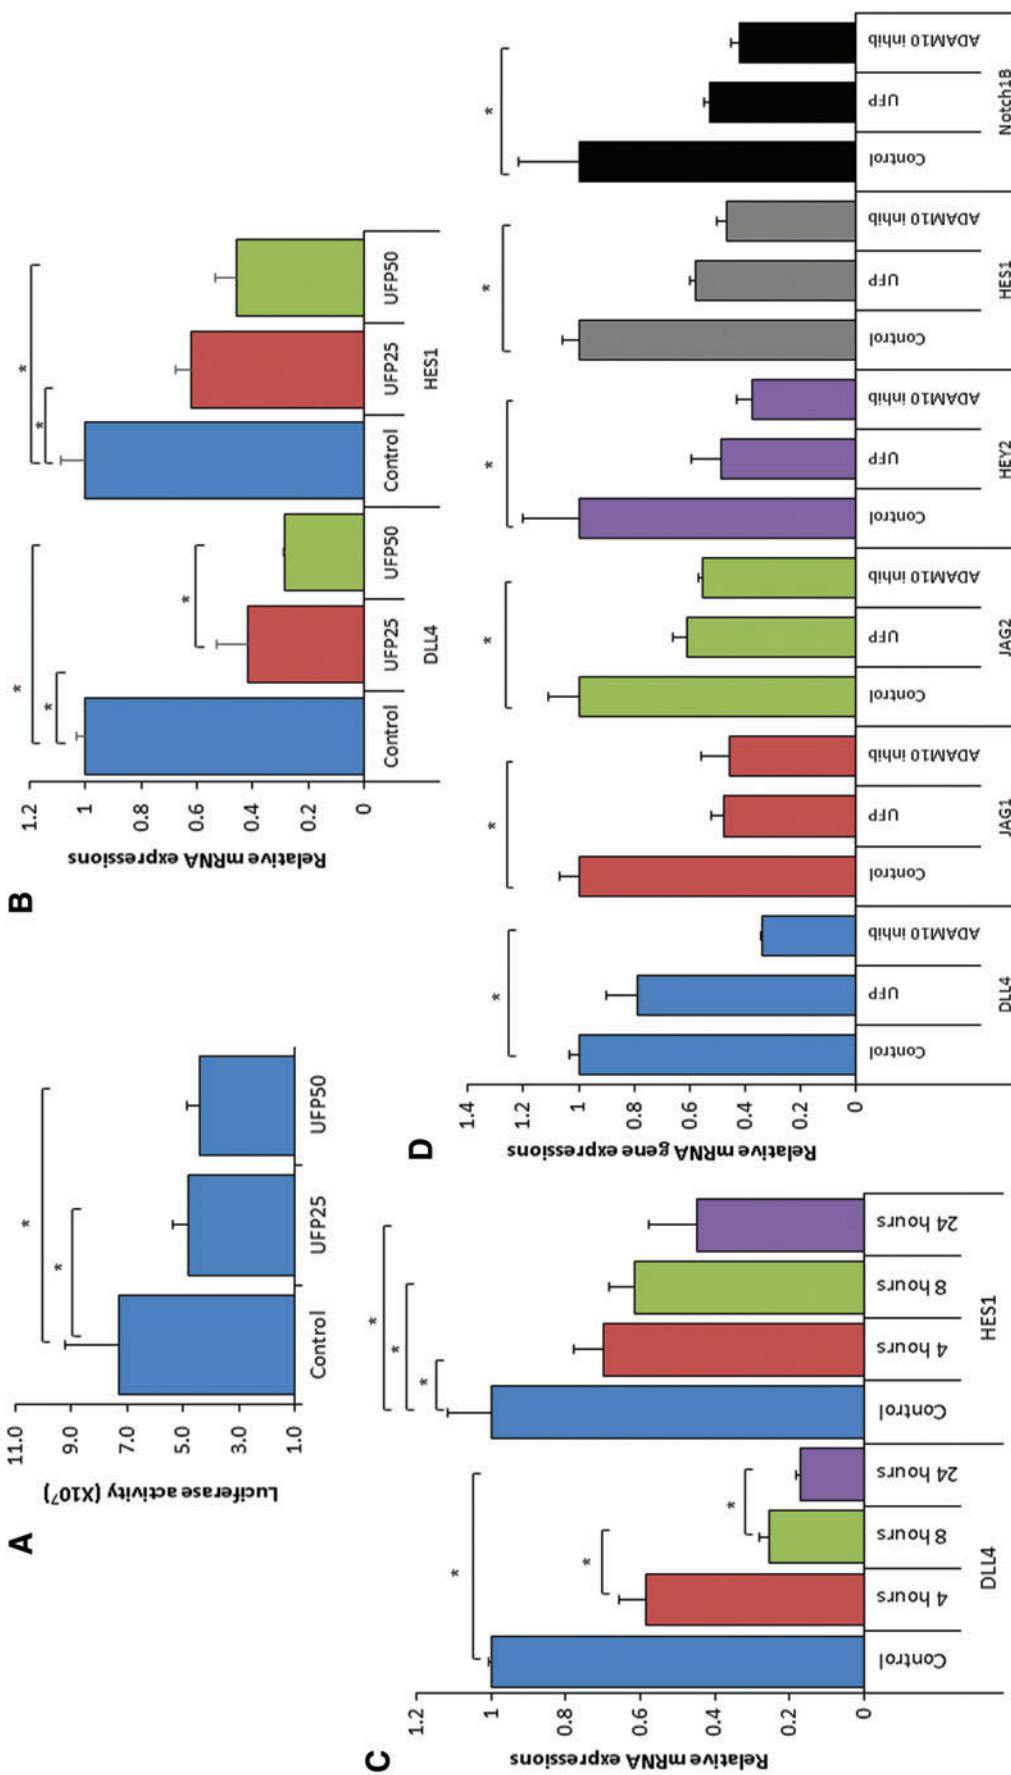 A
Luciferase activity (X10⁷)
11.0
9.0
7.0
5.0
3.0
1.0
* *
Control UFP25 UFP50
B
Relative mRNA expressions
1.2
1
0.8
0.6
0.4
0.2
0
* * * * *
Control UFP25 UFP50 Control UFP25 UFP50
DLL4 HES1
C
Relative mRNA expressions
1.2
1
0.8
0.6
0.4
0.2
0
* * * * * *
Control 4 hours 8 hours 24 hours Control 4 hours 8 hours 24 hours
DLL4 HES1
D
Relative mRNA gene expressions
1.4
1.2
1
0.8
0.6
0.4
0.2
0
* * * * * *
Control UFP ADAM10 inhib Control UFP ADAM10 inhib Control UFP ADAM10 inhib Control UFP ADAM10 inhib Control UFP ADAM10 inhib Control UFP ADAM10 inhib
DLL4 JAG1 JAG2 HEY2 HES1 Notch1B